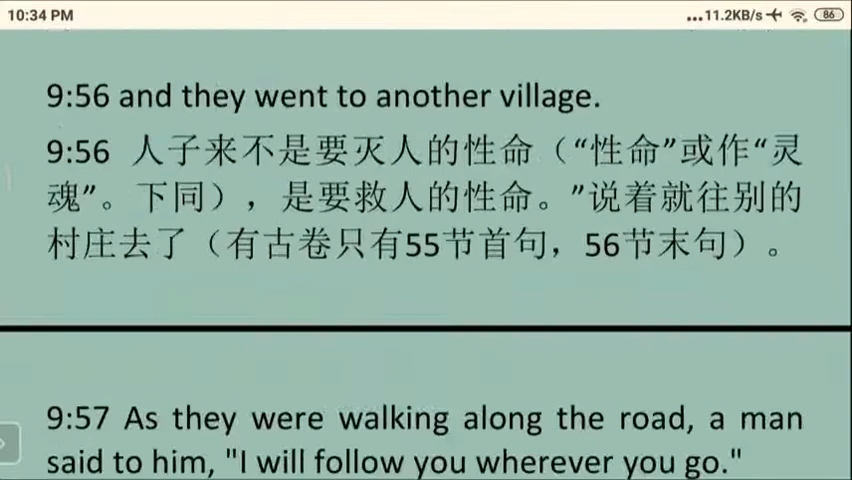 10:34 PM
...11.2KB/s 86
9:56 and they went to another village.
9:56 人子来不是要灭人的性命（“性命”或作“灵
魂”。下同），是要救人的性命。”说着就往别的
村庄去了（有古卷只有55节首句，56节末句）。
9:57 As they were walking along the road, a man
said to him, "I will follow you wherever you go."